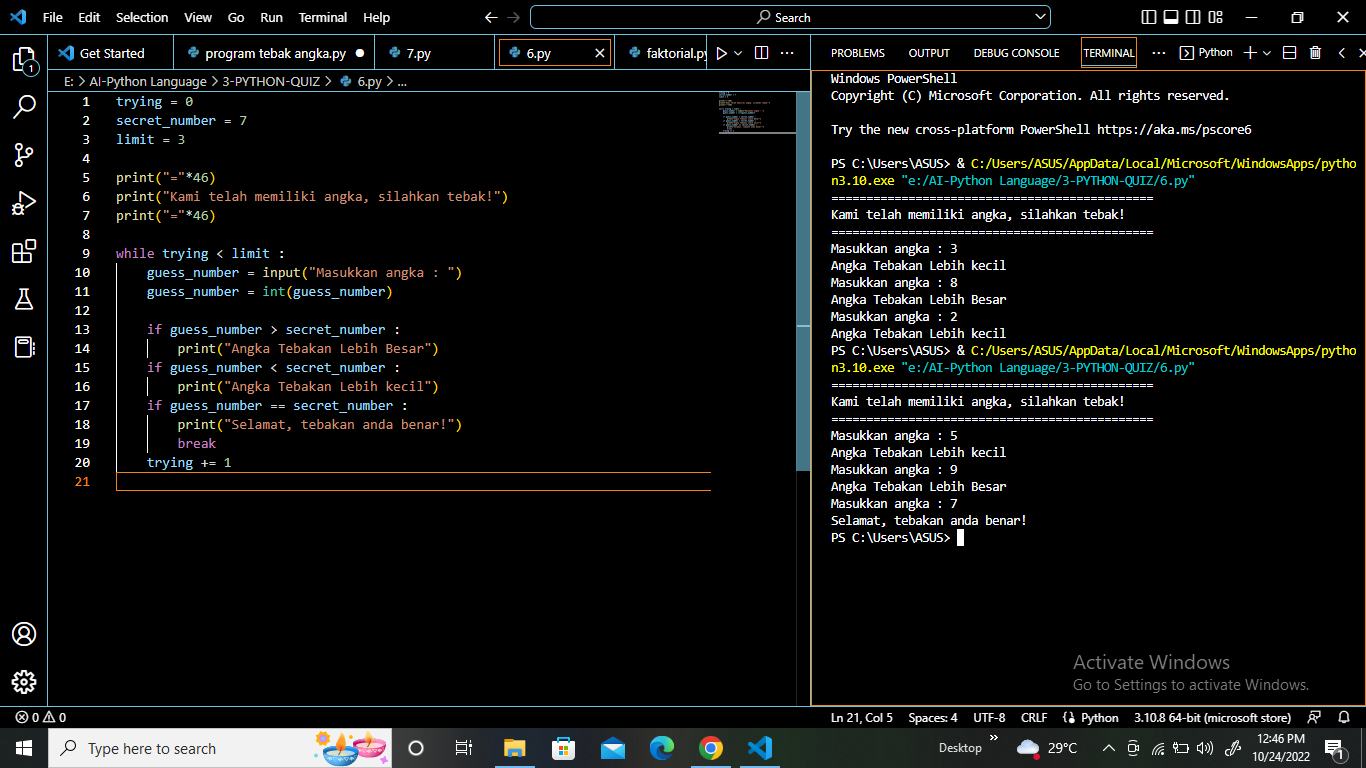 File Edit Selection View Go Run Terminal Help
Search
Get Started
program tebak angka.py
7.py
6.py
faktorial.py
E: > AI-Python Language > 3-PYTHON-QUIZ > 6.py > ...
1 trying = 0
2 secret_number = 7
3 limit = 3
4
5 print("="*46)
6 print("Kami telah memiliki angka, silahkan tebak!")
7 print("="*46)
8
9 while trying < limit :
10 guess_number = input("Masukkan angka : ")
11 guess_number = int(guess_number)
12
13 if guess_number > secret_number :
14 print("Angka Tebakan Lebih Besar")
15 if guess_number < secret_number :
16 print("Angka Tebakan Lebih kecil")
17 if guess_number == secret_number :
18 print("Selamat, tebakan anda benar!")
19 break
20 trying += 1
21
PROBLEMS OUTPUT DEBUG CONSOLE TERMINAL ... Python
Windows PowerShell
Copyright (C) Microsoft Corporation. All rights reserved.
Try the new cross-platform PowerShell https://aka.ms/pscore6
PS C:\Users\ASUS> & C:/Users/ASUS/AppData/Local/Microsoft/WindowsApps/pytho
n3.10.exe "e:/AI-Python Language/3-PYTHON-QUIZ/6.py"
==============================================
Kami telah memiliki angka, silahkan tebak!
==============================================
Masukkan angka : 3
Angka Tebakan Lebih kecil
Masukkan angka : 8
Angka Tebakan Lebih Besar
Masukkan angka : 2
Angka Tebakan Lebih kecil
PS C:\Users\ASUS> & C:/Users/ASUS/AppData/Local/Microsoft/WindowsApps/pytho
n3.10.exe "e:/AI-Python Language/3-PYTHON-QUIZ/6.py"
==============================================
Kami telah memiliki angka, silahkan tebak!
==============================================
Masukkan angka : 5
Angka Tebakan Lebih kecil
Masukkan angka : 9
Angka Tebakan Lebih Besar
Masukkan angka : 7
Selamat, tebakan anda benar!
PS C:\Users\ASUS>
Activate Windows
Go to Settings to activate Windows.
1
0 0
Ln 21, Col 5 Spaces: 4 UTF-8 CRLF Python 3.10.8 64-bit (microsoft store)
Type here to search
Desktop » 29°C
12:46 PM
10/24/2022
1